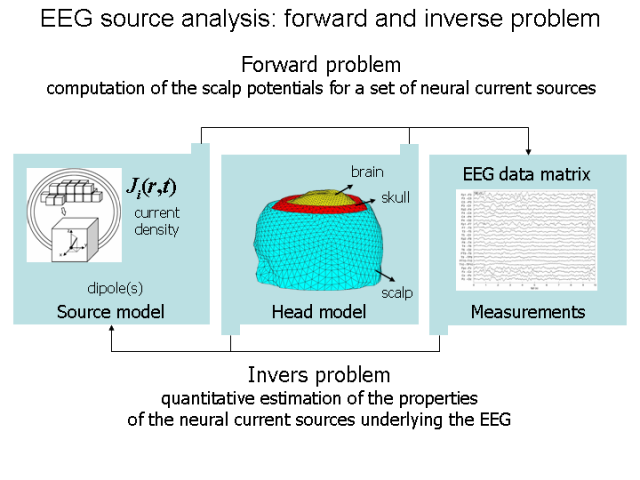 EEG source analysis: forward and inverse problem
Forward problem
computation of the scalp potentials for a set of neural current sources
J_i(r,t)
current
density
dipole(s)
Source model
brain
skull
scalp
Head model
EEG data matrix
Measurements
Invers problem
quantitative estimation of the properties
of the neural current sources underlying the EEG